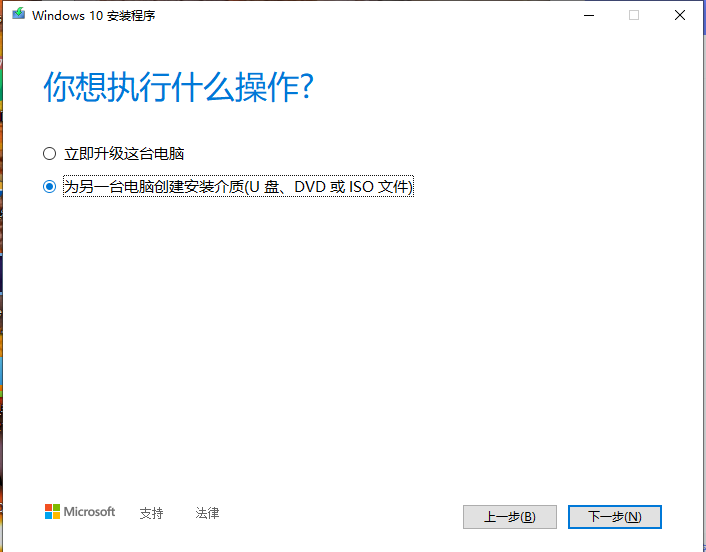 Windows 10 安装程序
你想执行什么操作?
立即升级这台电脑
为另一台电脑创建安装介质(U 盘、DVD 或 ISO 文件)
Microsoft 支持 法律 上一步(B) 下一步(N)